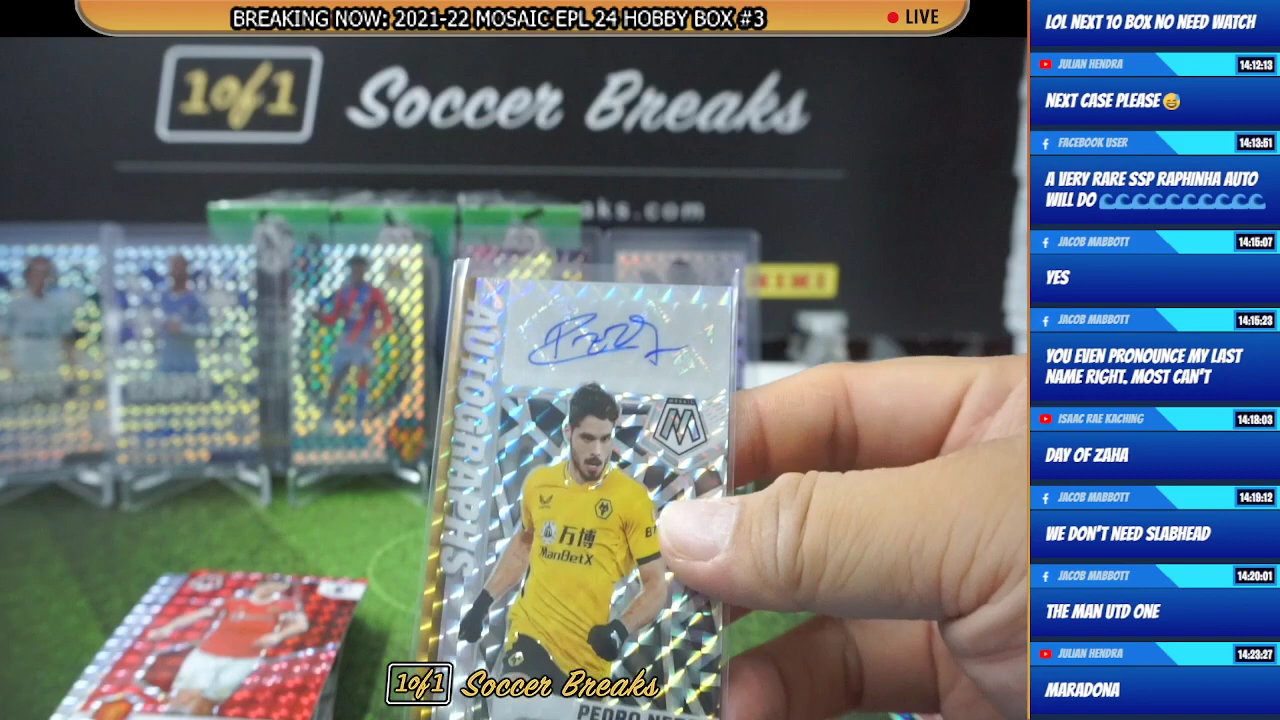 BREAKING NOW: 2021-22 MOSAIC EPL 24 HOBBY BOX #3
LIVE
1of1 Soccer Breaks
aks.com
AUTOGRAPHS
M
万博
ManBetX
PEDRO NE
1of1 Soccer Breaks
LOL NEXT 10 BOX NO NEED WATCH
JULIAN HENDRA 14:12:13
NEXT CASE PLEASE😅
FACEBOOK USER 14:13:51
A VERY RARE SSP RAPHINHA AUTO
WILL DO 🌊🌊🌊🌊🌊🌊🌊🌊🌊🌊
JACOB MABBOTT 14:15:07
YES
JACOB MABBOTT 14:15:23
YOU EVEN PRONOUNCE MY LAST
NAME RIGHT. MOST CAN'T
ISAAC RAE KACHING 14:18:03
DAY OF ZAHA
JACOB MABBOTT 14:19:12
WE DON'T NEED SLABHEAD
JACOB MABBOTT 14:20:01
THE MAN UTD ONE
JULIAN HENDRA 14:23:27
MARADONA